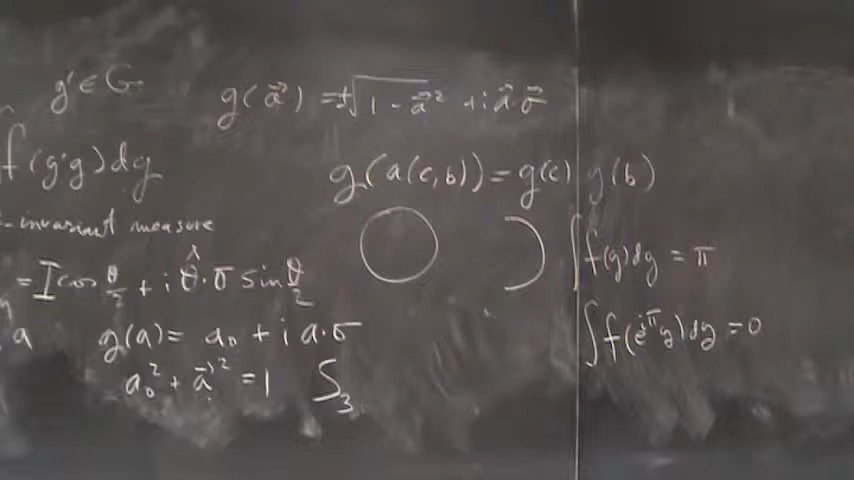 g' ∈ G
f(g'g)dg
-invariant measure
= I cos θ/2 + i θ̂·σ sin θ/2
a
g(a) = a₀ + i a·σ
a₀² + a⃗² = 1 S₃
g(a⃗) = ±√(1 - a⃗²) + i a⃗·σ⃗
g(a(c,b)) = g(c) g(b)
∫f(g)dg = π
∫f(e^{iπ}g)dg = 0